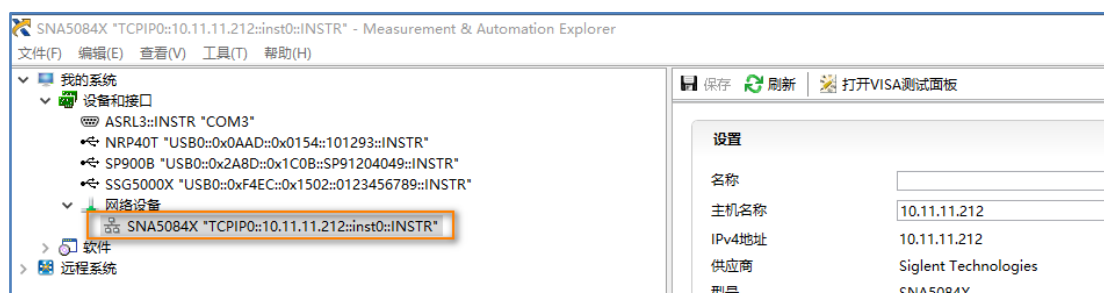 SNA5084X "TCPIP0::10.11.11.212::inst0::INSTR" - Measurement & Automation Explorer
文件(F) 编辑(E) 查看(V) 工具(T) 帮助(H)
我的系统
设备和接口
ASRL3::INSTR "COM3"
NRP40T "USB0::0x0AAD::0x0154::101293::INSTR"
SP900B "USB0::0x2A8D::0x1C0B::SP91204049::INSTR"
SSG5000X "USB0::0xF4EC::0x1502::0123456789::INSTR"
网络设备
SNA5084X "TCPIP0::10.11.11.212::inst0::INSTR"
软件
远程系统
保存 刷新 打开VISA测试面板
设置
名称
主机名称 10.11.11.212
IPv4地址 10.11.11.212
供应商 Siglent Technologies
型号 SNA5084X